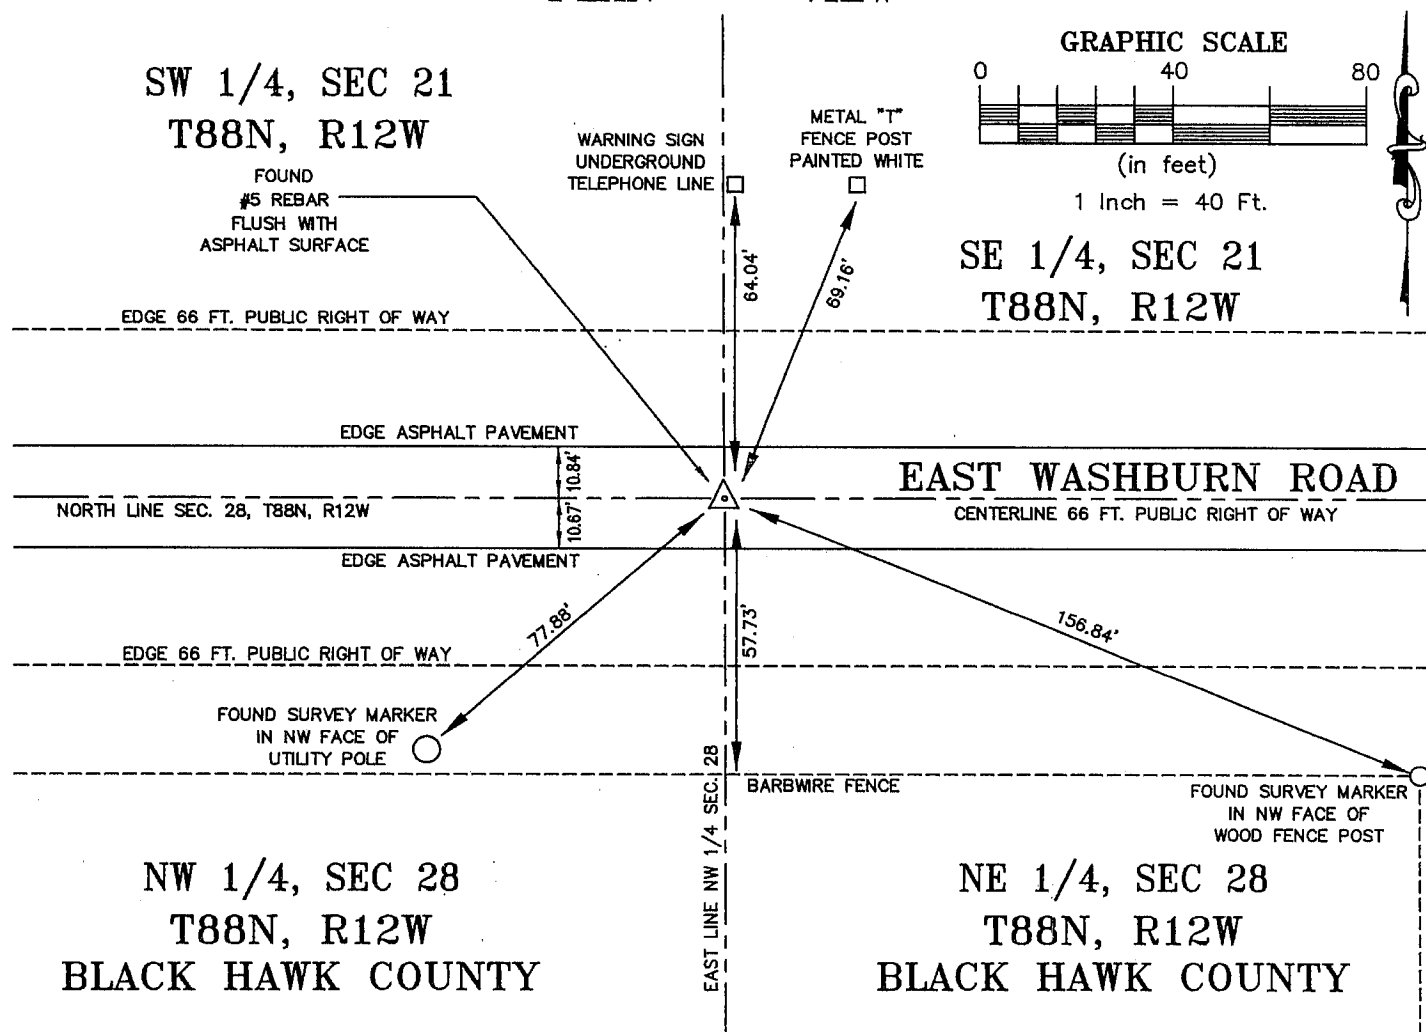 GRAPHIC SCALE
0 40 80
(in feet)
1 Inch = 40 Ft.
SW 1/4, SEC 21
T88N, R12W
FOUND
#5 REBAR
FLUSH WITH
ASPHALT SURFACE
WARNING SIGN
UNDERGROUND
TELEPHONE LINE
METAL "T"
FENCE POST
PAINTED WHITE
SE 1/4, SEC 21
T88N, R12W
64.04'
69.16'
EDGE 66 FT. PUBLIC RIGHT OF WAY
EDGE ASPHALT PAVEMENT
10.84'
EAST WASHBURN ROAD
NORTH LINE SEC. 28, T88N, R12W
10.67'
CENTERLINE 66 FT. PUBLIC RIGHT OF WAY
EDGE ASPHALT PAVEMENT
77.88'
57.73'
156.84'
EDGE 66 FT. PUBLIC RIGHT OF WAY
FOUND SURVEY MARKER
IN NW FACE OF
UTILITY POLE
BARBWIRE FENCE
FOUND SURVEY MARKER
IN NW FACE OF
WOOD FENCE POST
EAST LINE NW 1/4 SEC. 28
NW 1/4, SEC 28
T88N, R12W
BLACK HAWK COUNTY
NE 1/4, SEC 28
T88N, R12W
BLACK HAWK COUNTY